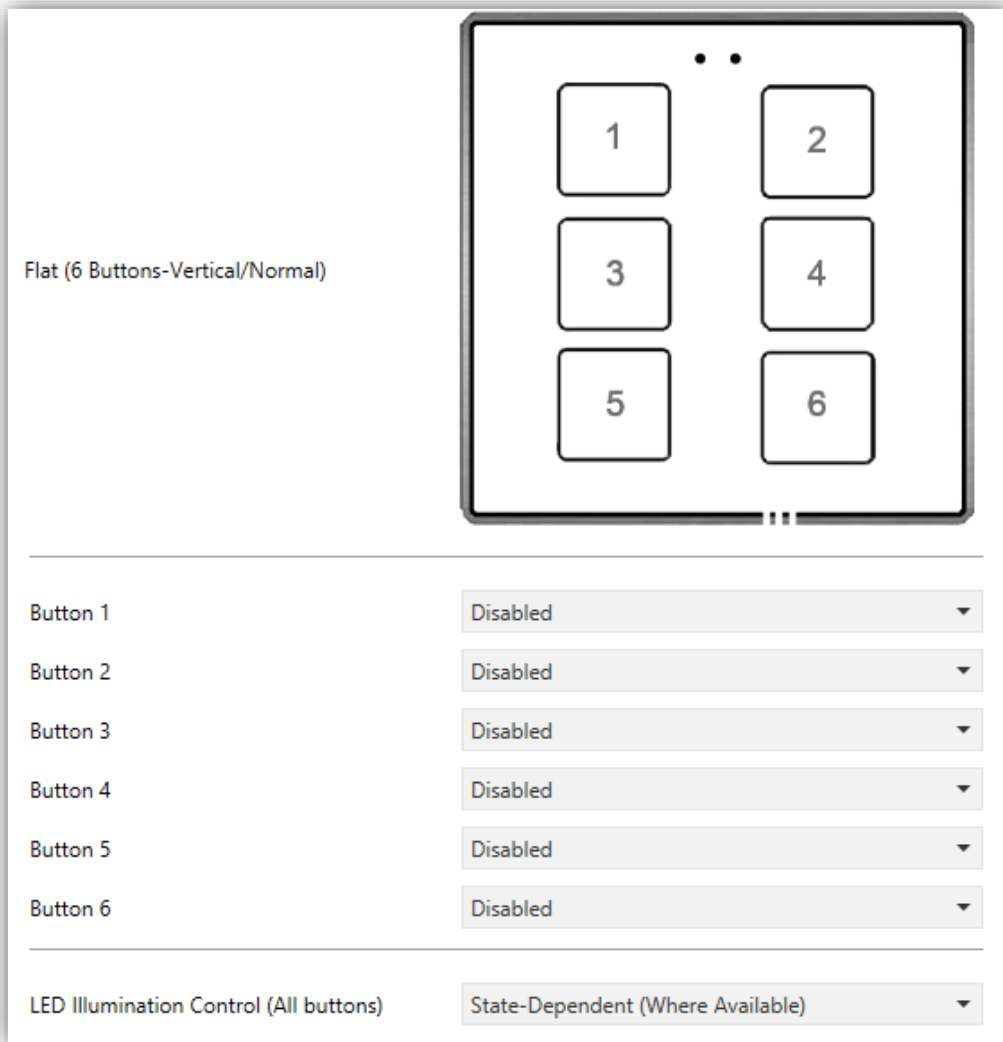 1 2
Flat (6 Buttons-Vertical/Normal) 3 4
5 6
Button 1 Disabled
Button 2 Disabled
Button 3 Disabled
Button 4 Disabled
Button 5 Disabled
Button 6 Disabled
LED Illumination Control (All buttons) State-Dependent (Where Available)